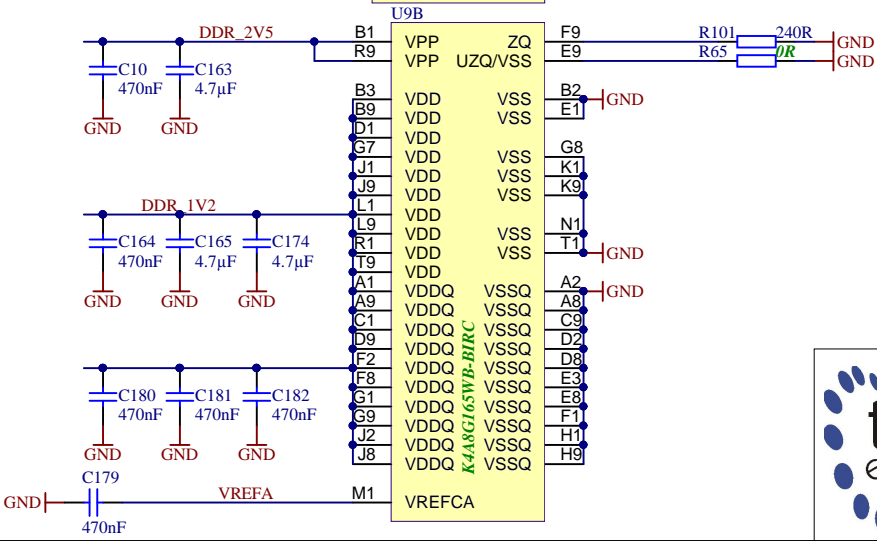 U9B
DDR_2V5 B1 VPP ZQ F9 R101 240R GND
R9 VPP UZQ/VSS E9 R65 0R GND
C10 C163
470nF 4.7µF
GND GND
B3 VDD VSS B2 GND
B9 VDD VSS E1
D1 VDD
G7 VDD VSS G8
J1 VDD VSS K1
J9 VDD VSS K9
DDR_1V2 L1 VDD
L9 VDD VSS N1
R1 VDD VSS T1 GND
T9 VDD
C164 C165 C174
470nF 4.7µF 4.7µF
GND GND GND
A1 VDDQ VSSQ A2 GND
A9 VDDQ VSSQ A8
C1 VDDQ VSSQ C9
D9 VDDQ VSSQ D2
F2 VDDQ VSSQ D8
F8 VDDQ VSSQ E3
G1 VDDQ VSSQ E8
G9 VDDQ VSSQ F1
J2 VDDQ VSSQ H1
J8 VDDQ VSSQ H9
K4A8G165WB-BIRC
C180 C181 C182
470nF 470nF 470nF
GND GND GND
C179
GND VREFA M1 VREFCA
470nF